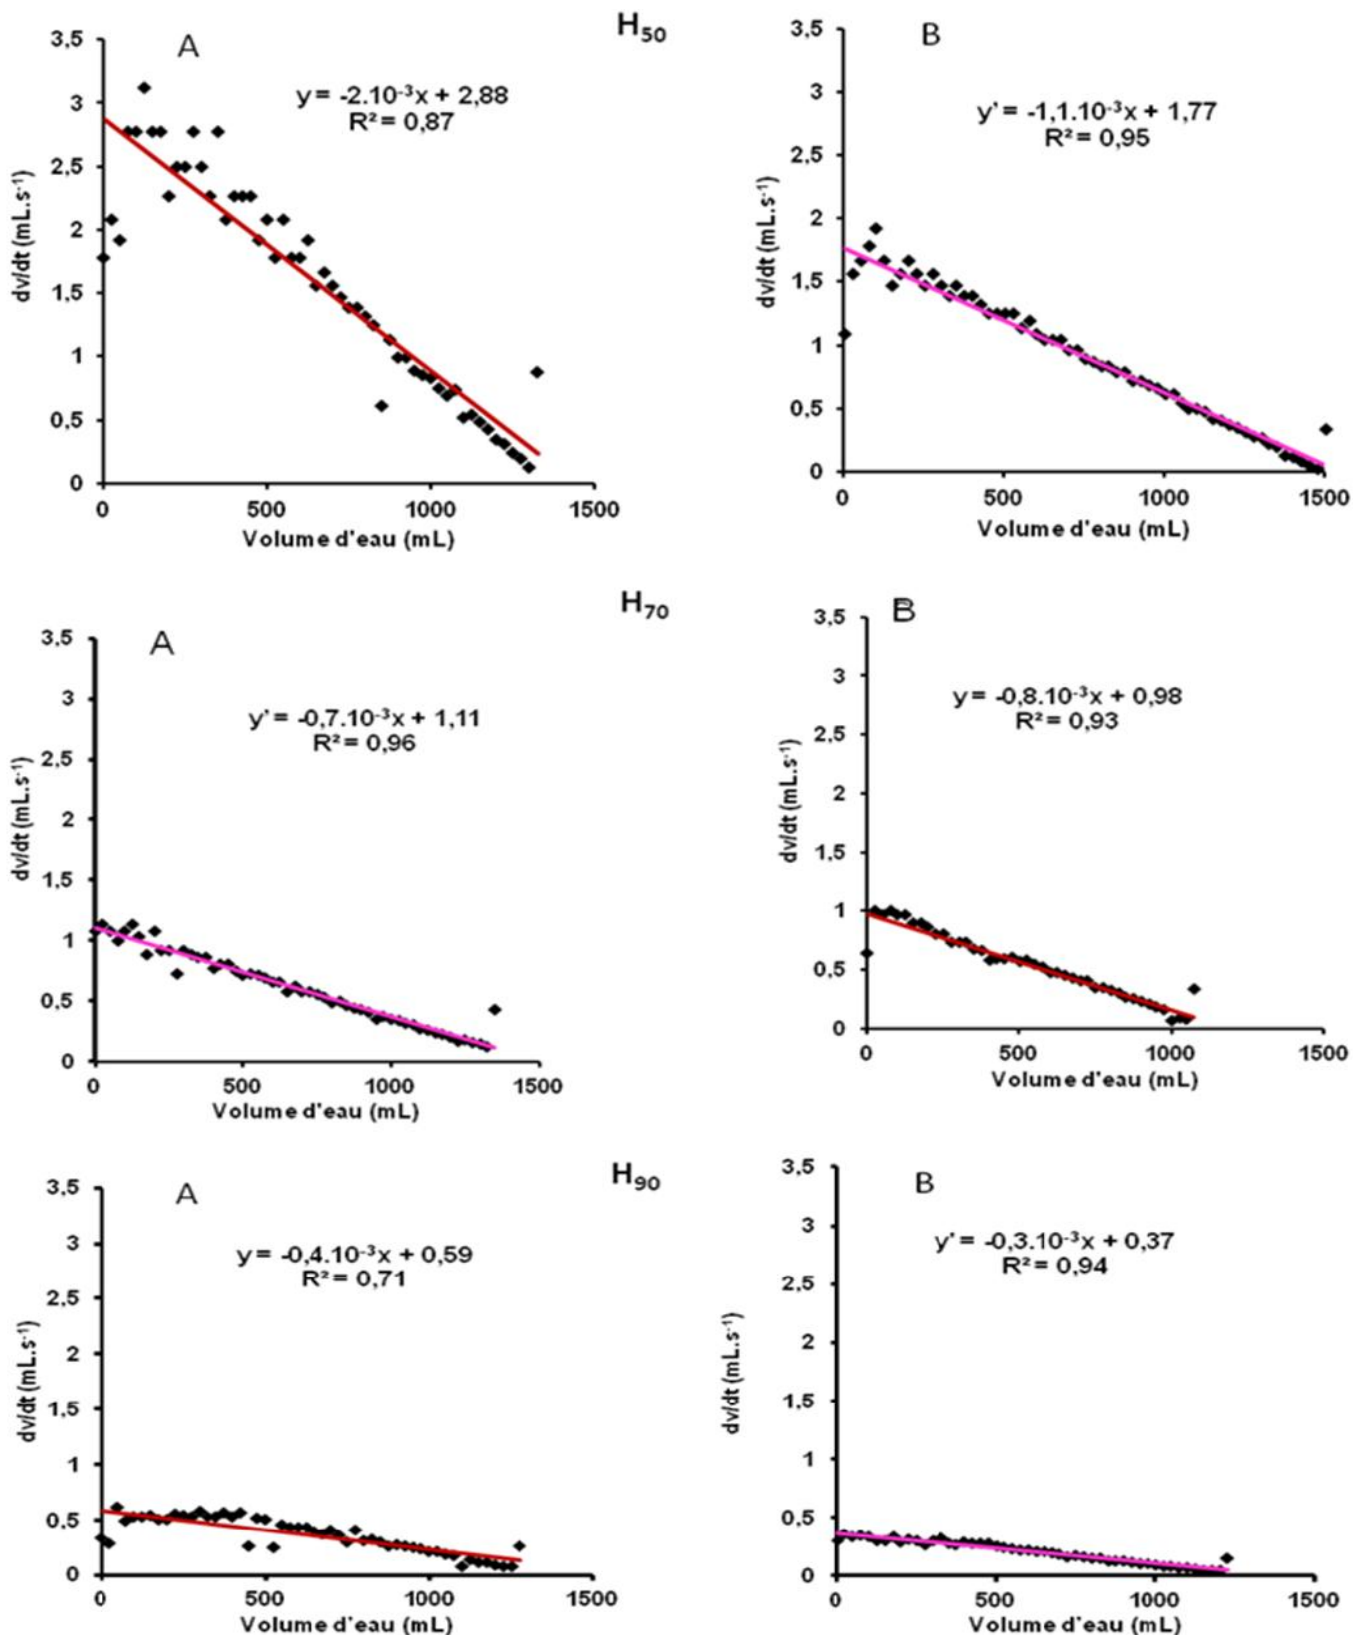 H₅₀
A
y = -2.10⁻³x + 2,88
R² = 0,87
3,5
3
2,5
2
1,5
1
0,5
0
dv/dt (mL.s⁻¹)
0 500 1000 1500
Volume d'eau (mL)
B
y' = -1,1.10⁻³x + 1,77
R² = 0,95
3,5
3
2,5
2
1,5
1
0,5
0
dv/dt (mL.s⁻¹)
0 500 1000 1500
Volume d'eau (mL)
H₇₀
A
y' = -0,7.10⁻³x + 1,11
R² = 0,96
3,5
3
2,5
2
1,5
1
0,5
0
dv/dt (mL.s⁻¹)
0 500 1000 1500
Volume d'eau (mL)
B
y = -0,8.10⁻³x + 0,98
R² = 0,93
3,5
3
2,5
2
1,5
1
0,5
0
dv/dt (mL.s⁻¹)
0 500 1000 1500
Volume d'eau (mL)
H₉₀
A
y = -0,4.10⁻³x + 0,59
R² = 0,71
3,5
3
2,5
2
1,5
1
0,5
0
dv/dt (mL.s⁻¹)
0 500 1000 1500
Volume d'eau (mL)
B
y' = -0,3.10⁻³x + 0,37
R² = 0,94
3,5
3
2,5
2
1,5
1
0,5
0
dv/dt (mL.s⁻¹)
0 500 1000 1500
Volume d'eau (mL)